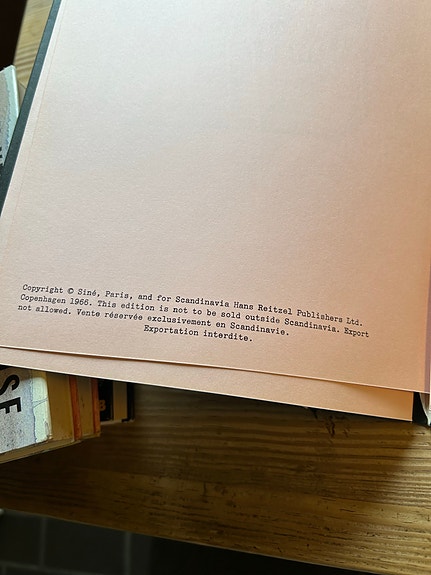 Copyright © Siné, Paris, and for Scandinavia Hans Reitzel Publishers Ltd.
Copenhagen 1966. This edition is not to be sold outside Scandinavia. Export
not allowed. Vente réservée exclusivement en Scandinavie.
Exportation interdite.
SE